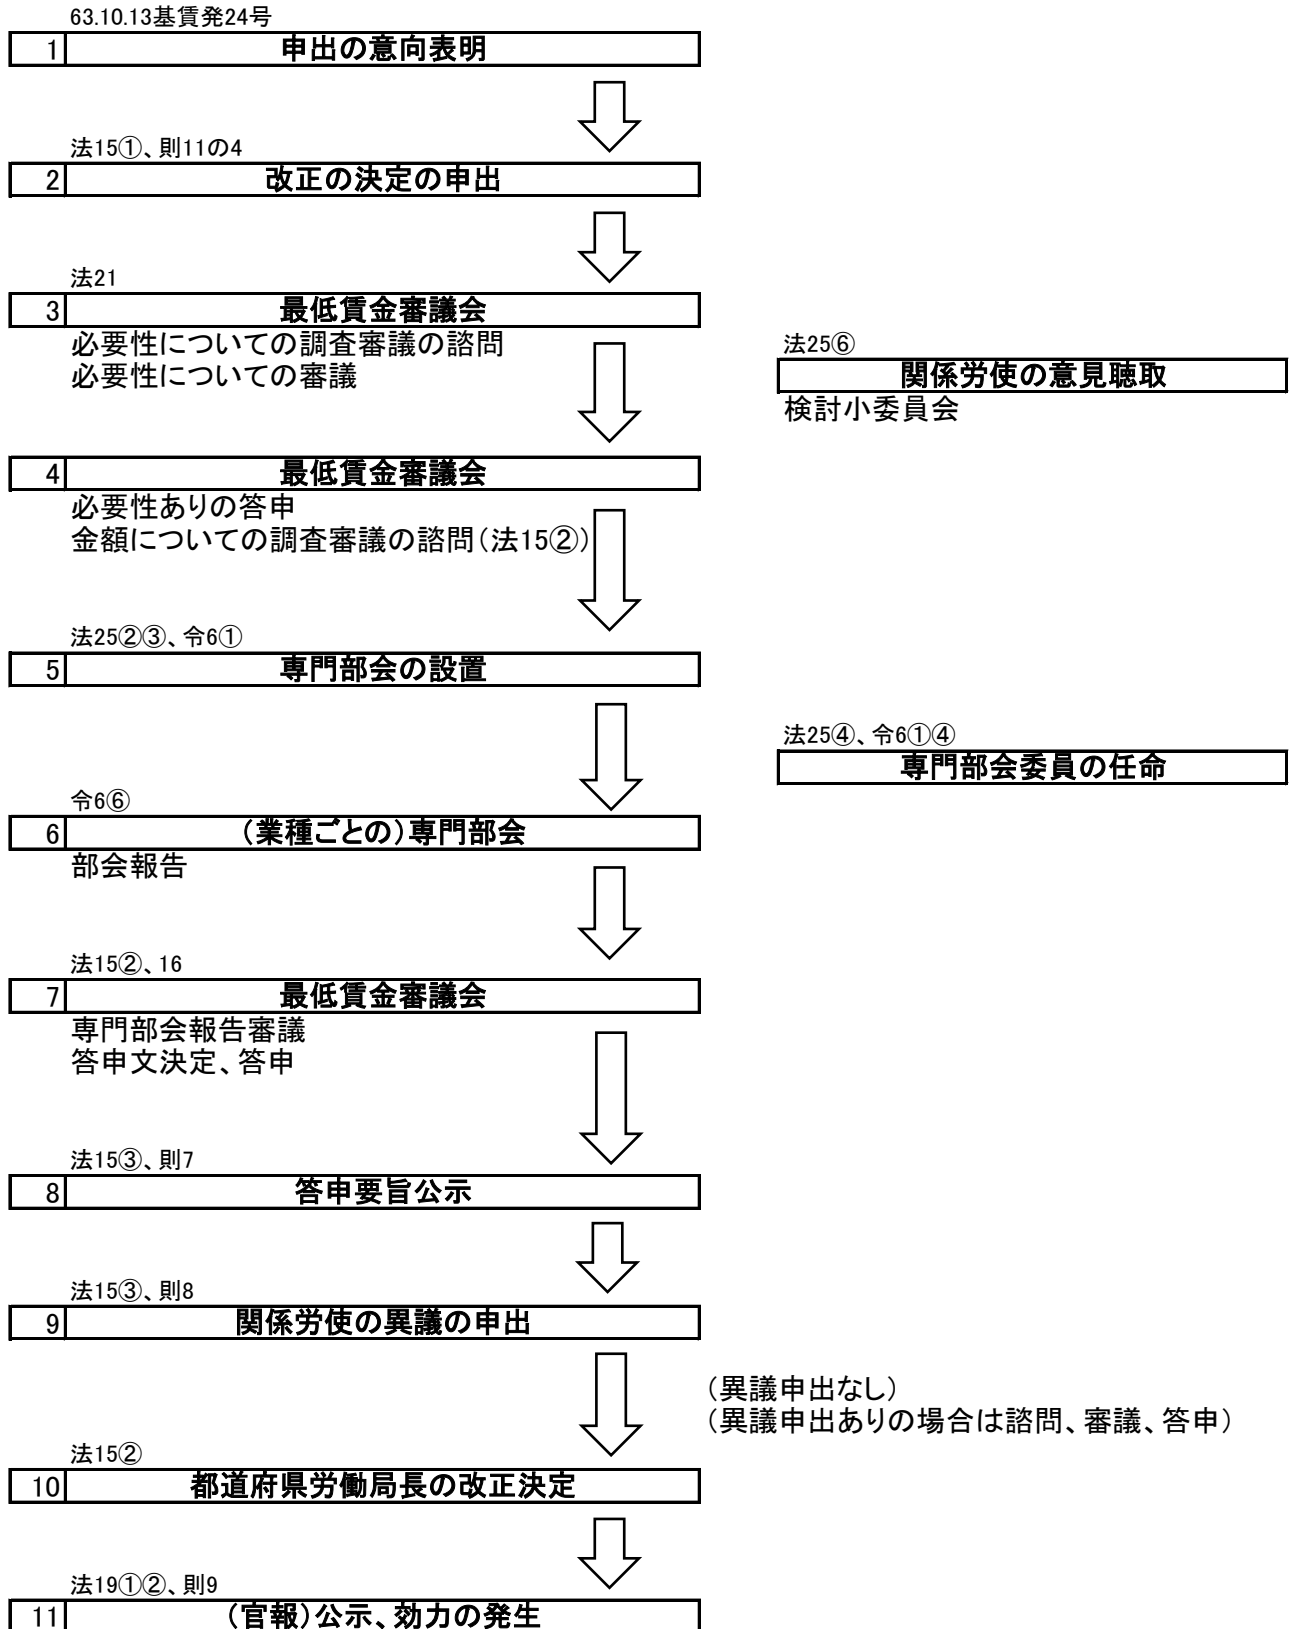 63.10.13基賃発24号
1 申出の意向表明
法15①、則11の4
2 改正の決定の申出
法21
3 最低賃金審議会
必要性についての調査審議の諮問
必要性についての審議
法25⑥
関係労使の意見聴取
検討小委員会
4 最低賃金審議会
必要性ありの答申
金額についての調査審議の諮問（法15②）
法25②③、令6①
5 専門部会の設置
法25④、令6①④
専門部会委員の任命
令6⑥
6 （業種ごとの）専門部会
部会報告
法15②、16
7 最低賃金審議会
専門部会報告審議
答申文決定、答申
法15③、則7
8 答申要旨公示
法15③、則8
9 関係労使の異議の申出
（異議申出なし）
（異議申出ありの場合は諮問、審議、答申）
法15②
10 都道府県労働局長の改正決定
法19①②、則9
11 （官報）公示、効力の発生